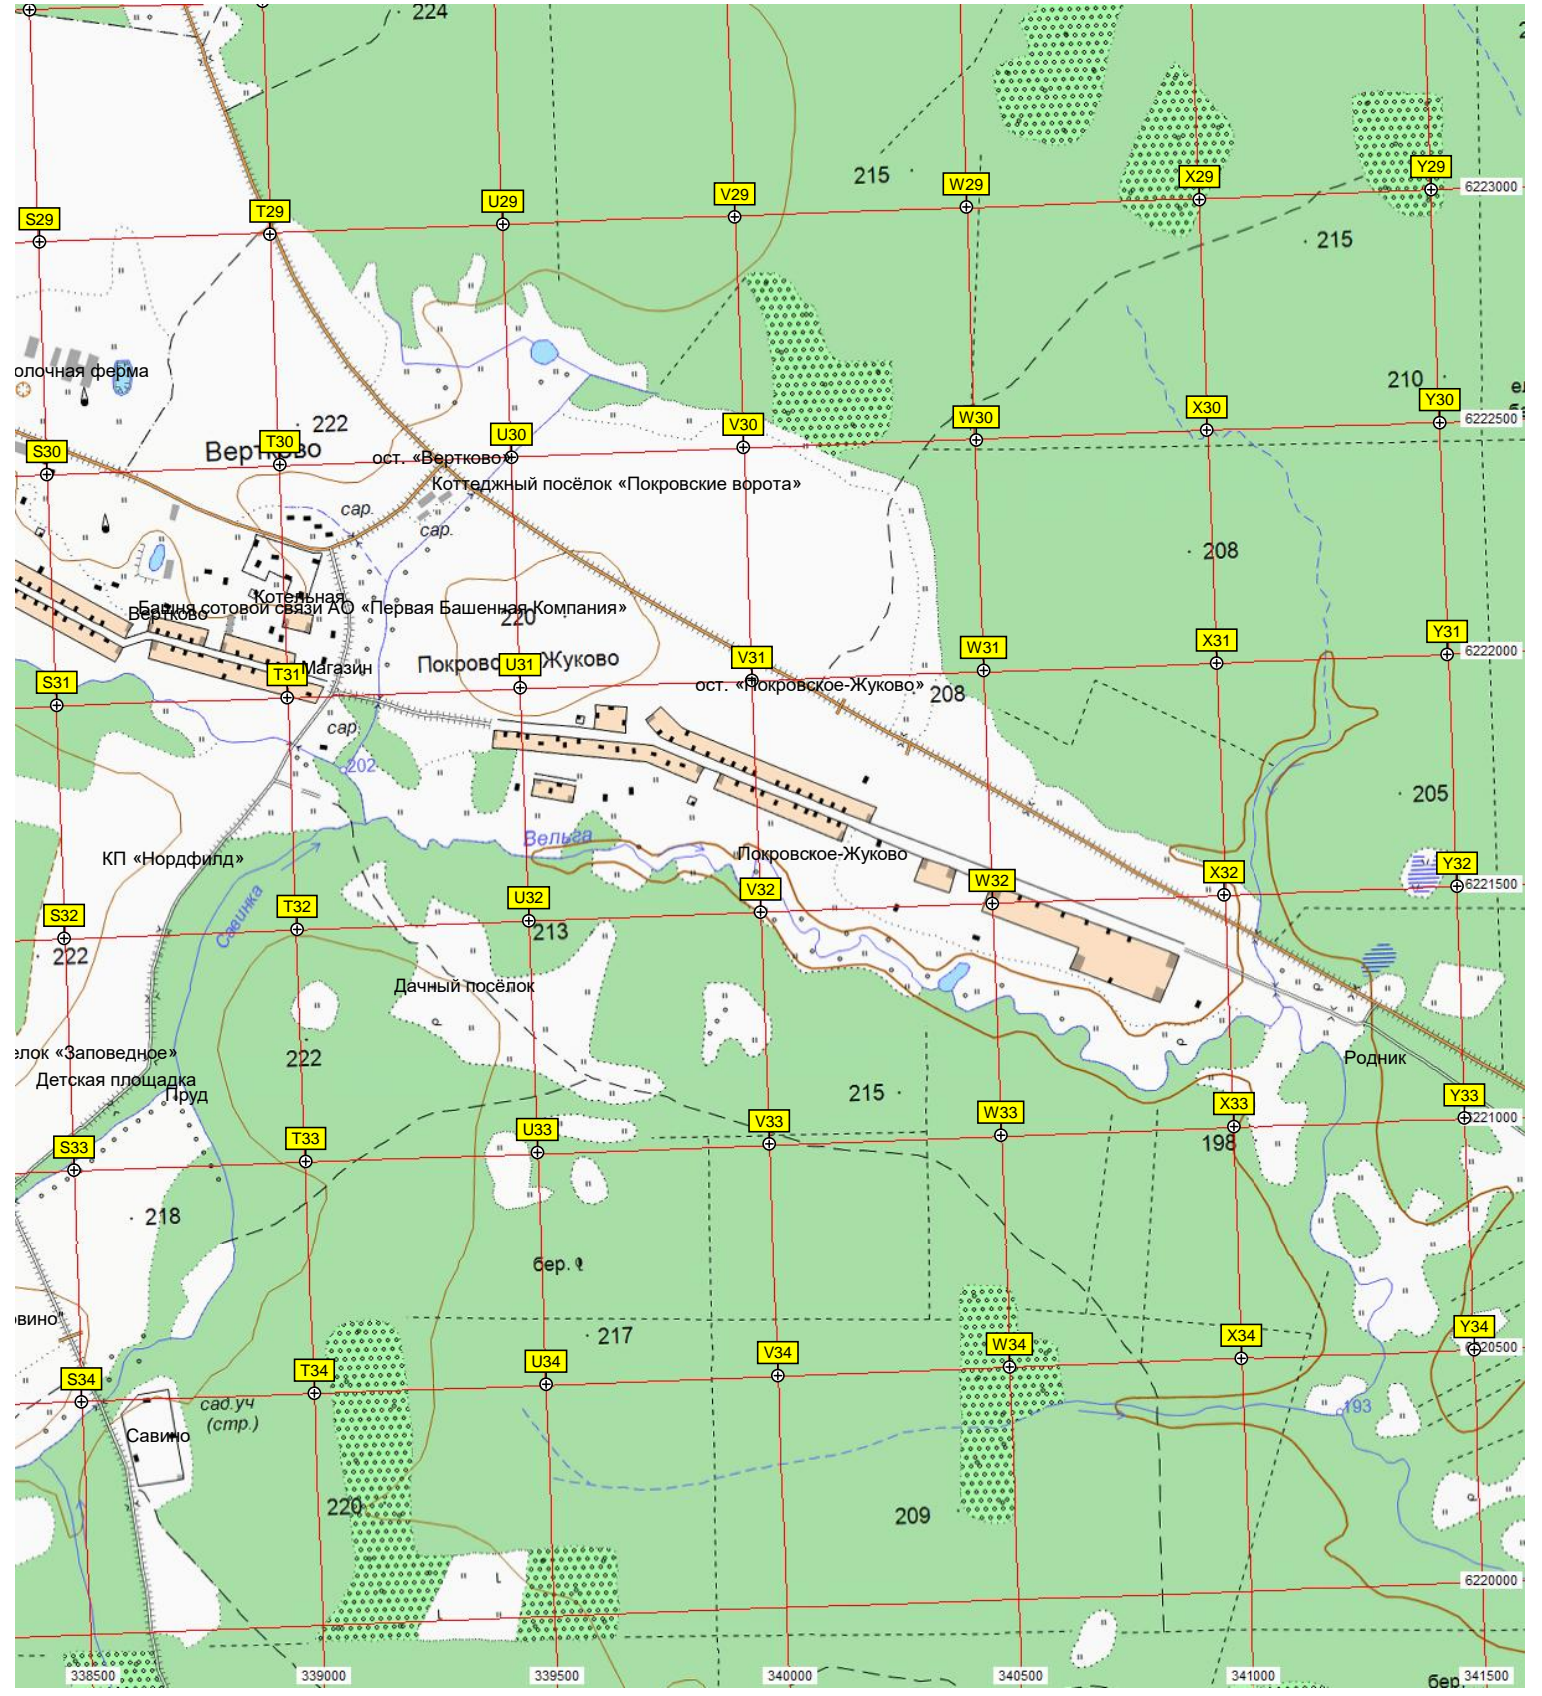 224
215
W29
X29
Y29
6223000
V29
U29
T29
S29
215
олочная ферма
210
Y30
6222500
X30
W30
V30
U30
T30
S30
222
Вертково
ост. «Вертково»
Коттеджный посёлок «Покровские ворота»
сар.
сар.
208
Котельная
Башня сотовой связи АО «Первая Башенная Компания»
Вертково
220
Y31
6222000
X31
W31
V31
U31
T31
S31
Магазин
Жуково
ост. «Покровское-Жуково»
208
сар
202
205
Вельга
Покровское-Жуково
КП «Нордфилд»
Савинка
Y32
6221500
X32
W32
V32
U32
T32
S32
213
222
Дачный посёлок
222
елок «Заповедное»
Детская площадка
Пруд
Родник
215
Y33
6221000
X33
W33
V33
U33
T33
S33
198
218
бер.
овино"
217
Y34
6220500
X34
W34
V34
U34
T34
S34
сад.уч
(стр.)
193
Савино
220
209
6220000
338500
339000
339500
340000
340500
341000
341500
бер.